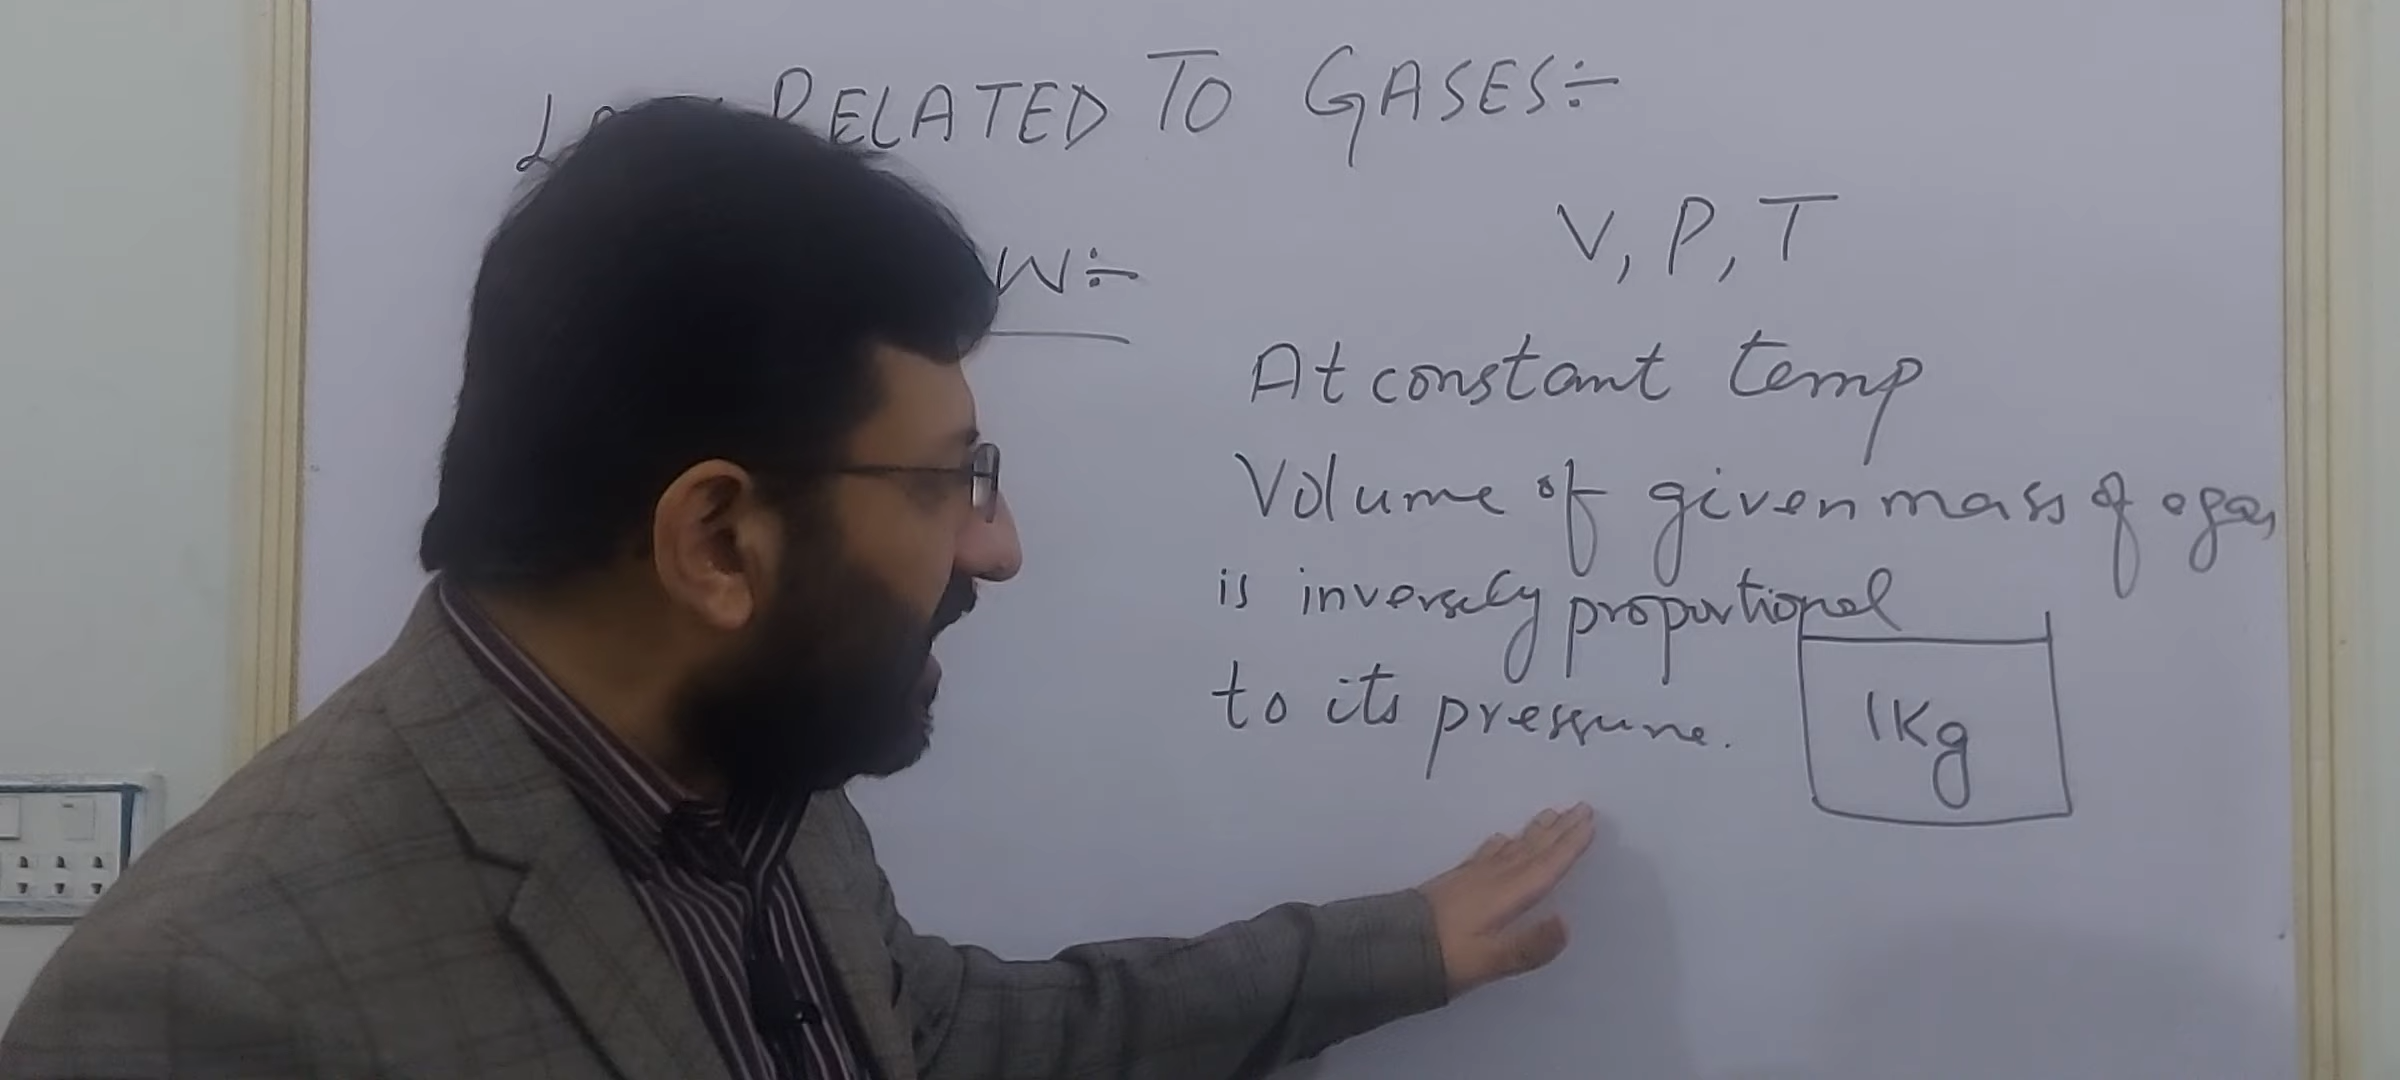 RELATED TO GASES÷
V, P, T
At constant temp
Volume of given mass of a gas
is inversely proportional
to its pressure.
1Kg